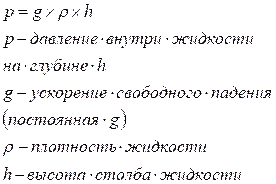 p = g × ρ × h
p – давление·внутри·жидкости
на·глубине·h
g – ускорение·свободного·падения
(постоянная·g)
ρ – плотность·жидкости
h – высота·столба·жидкости